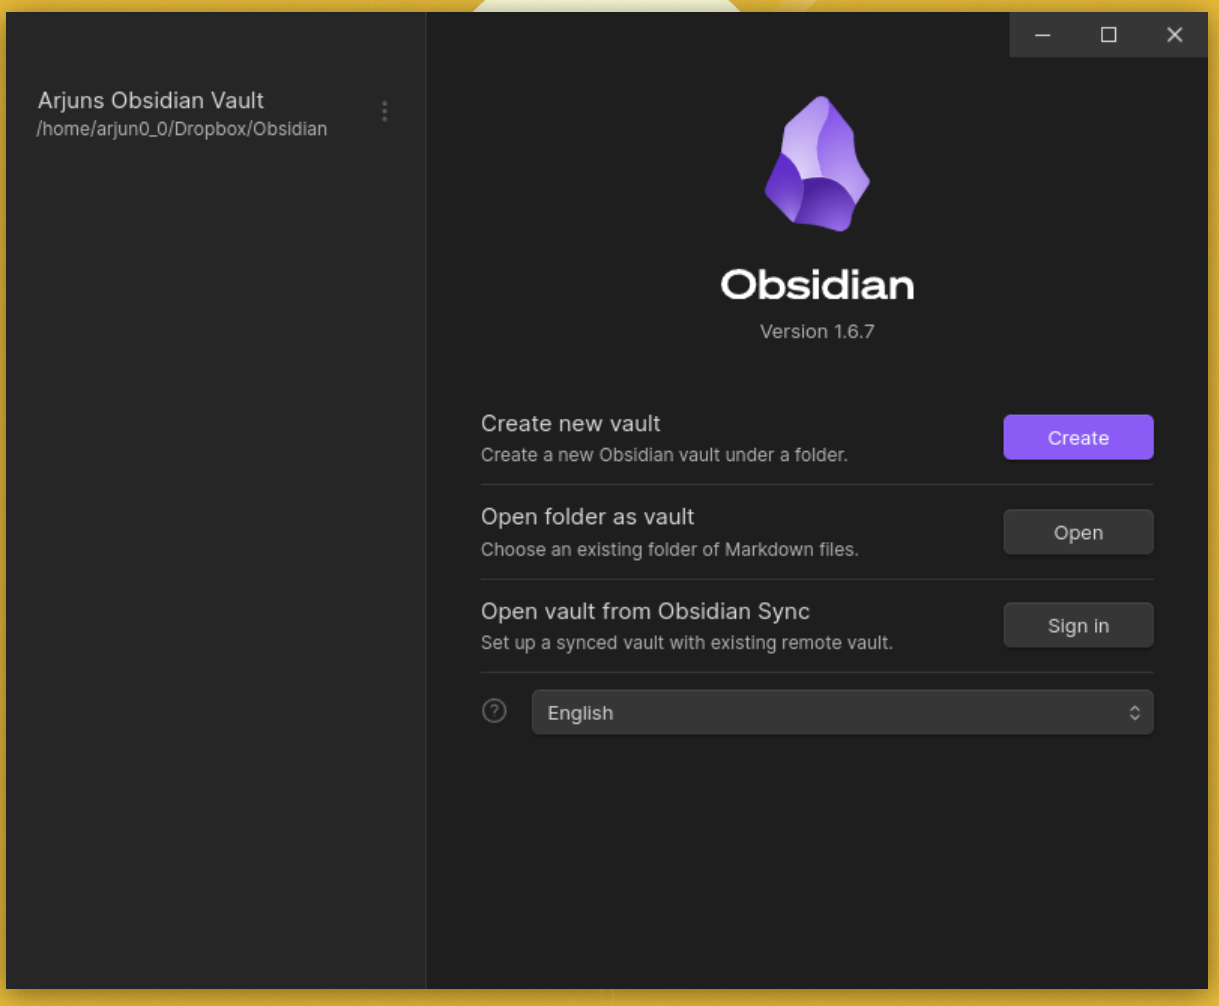 Arjuns Obsidian Vault
/home/arjun0_0/Dropbox/Obsidian
Obsidian
Version 1.6.7
Create new vault
Create a new Obsidian vault under a folder.
Create
Open folder as vault
Choose an existing folder of Markdown files.
Open
Open vault from Obsidian Sync
Set up a synced vault with existing remote vault.
Sign in
?
English